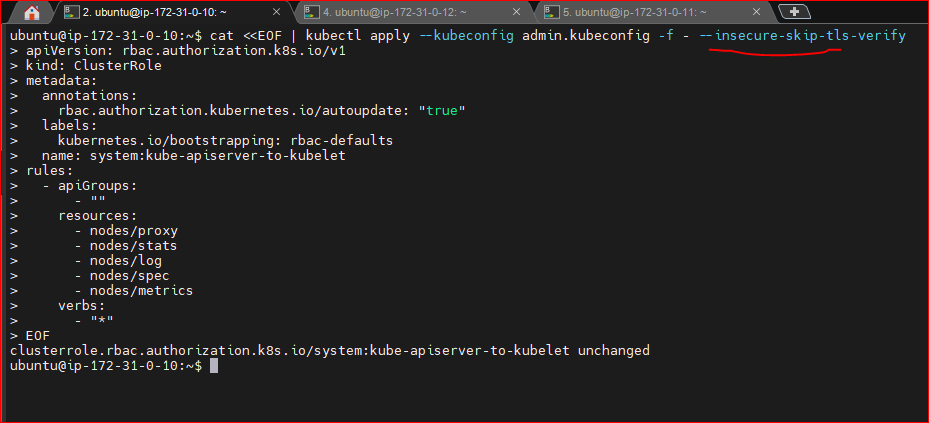 2. ubuntu@ip-172-31-0-10: ~
4. ubuntu@ip-172-31-0-12: ~
5. ubuntu@ip-172-31-0-11: ~
ubuntu@ip-172-31-0-10:~$ cat <<EOF | kubectl apply --kubeconfig admin.kubeconfig -f - --insecure-skip-tls-verify
> apiVersion: rbac.authorization.k8s.io/v1
> kind: ClusterRole
> metadata:
>   annotations:
>     rbac.authorization.kubernetes.io/autoupdate: "true"
>   labels:
>     kubernetes.io/bootstrapping: rbac-defaults
>   name: system:kube-apiserver-to-kubelet
> rules:
>   - apiGroups:
>       - ""
>     resources:
>       - nodes/proxy
>       - nodes/stats
>       - nodes/log
>       - nodes/spec
>       - nodes/metrics
>     verbs:
>       - "*"
> EOF
clusterrole.rbac.authorization.k8s.io/system:kube-apiserver-to-kubelet unchanged
ubuntu@ip-172-31-0-10:~$